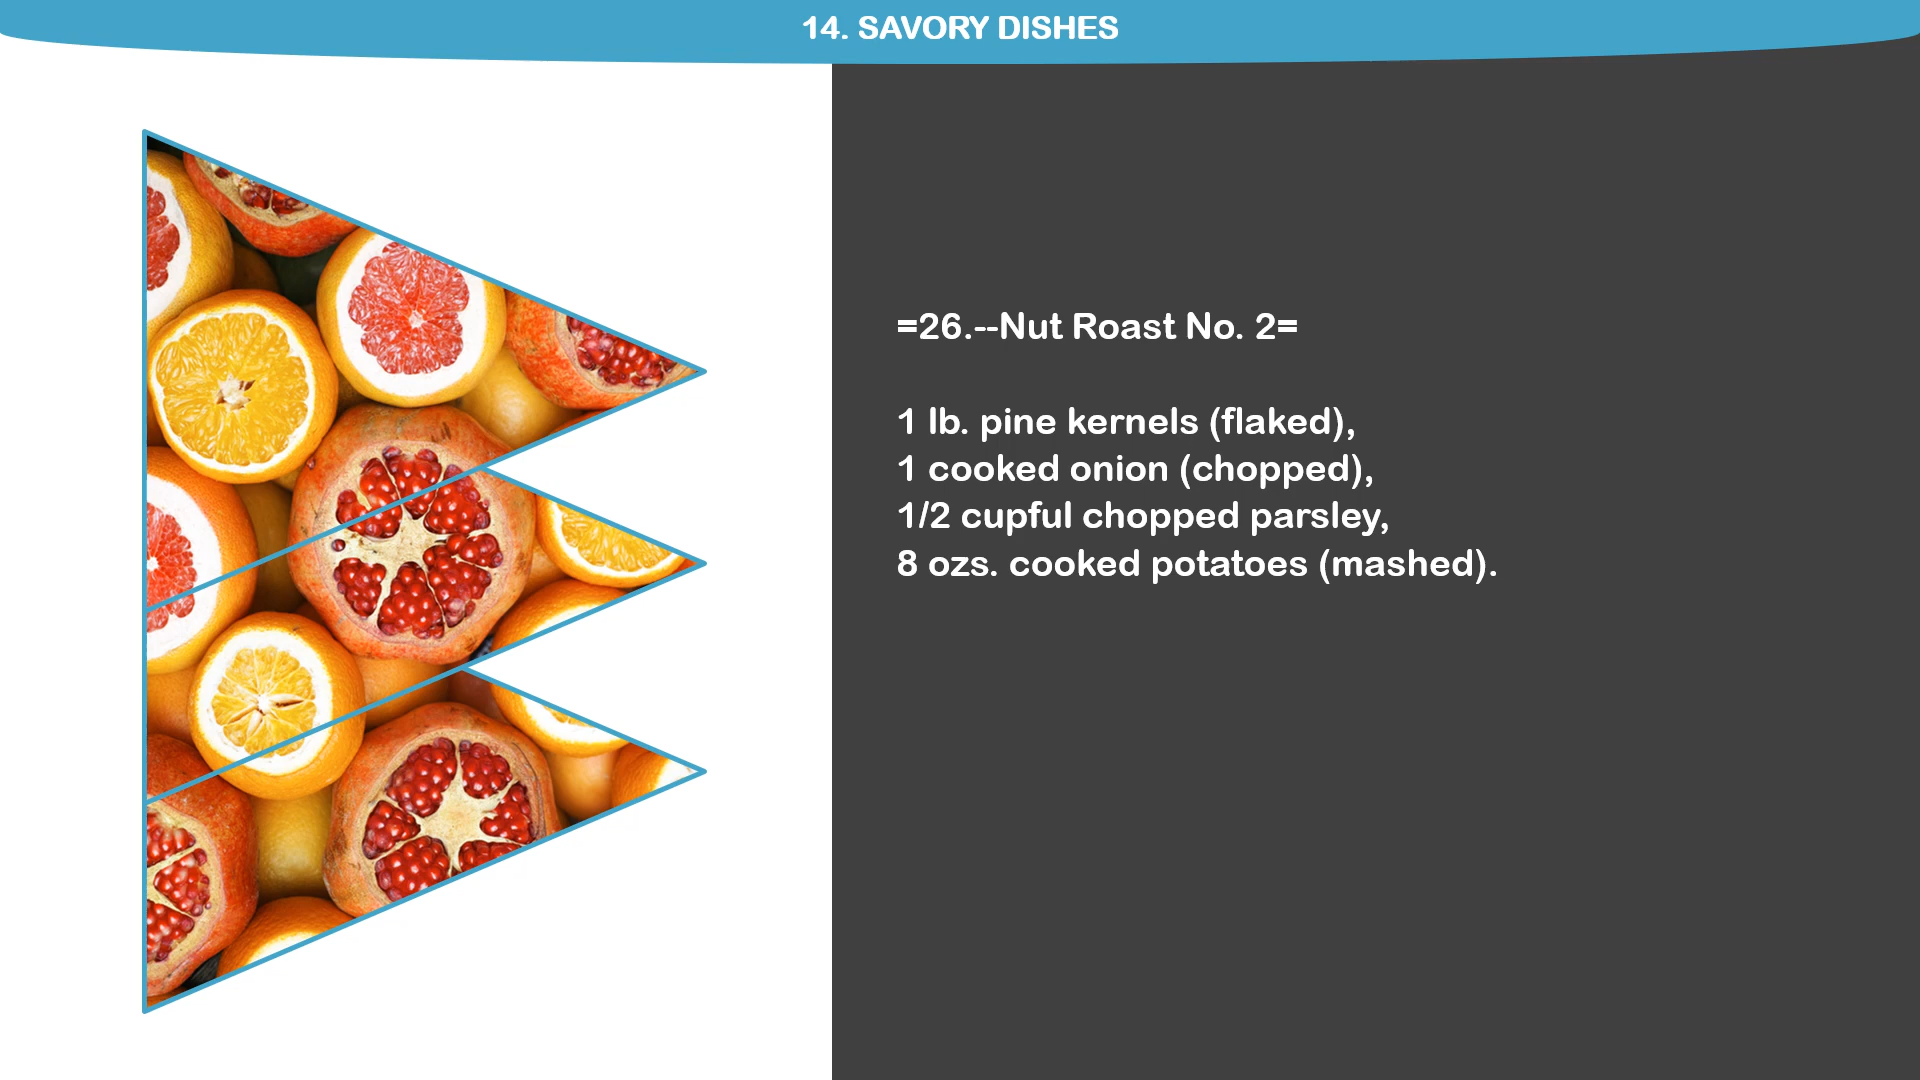 14. SAVORY DISHES
=26.--Nut Roast No. 2=
1 lb. pine kernels (flaked),
1 cooked onion (chopped),
1/2 cupful chopped parsley,
8 ozs. cooked potatoes (mashed).